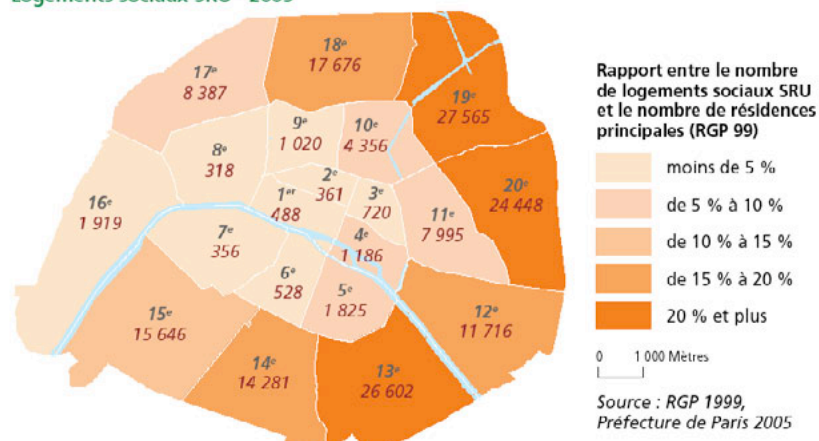 Logements sociaux SRU - 2005
18e
17 676
17e
8 387
19e
27 565
9e
1 020
10e
4 356
8e
318
2e
361
16e
1 919
1er
488
3e
720
20e
24 448
11e
7 995
7e
356
4e
1 186
6e
528
5e
1 825
15e
15 646
12e
11 716
14e
14 281
13e
26 602
Rapport entre le nombre
de logements sociaux SRU
et le nombre de résidences
principales (RGP 99)
moins de 5 %
de 5 % à 10 %
de 10 % à 15 %
de 15 % à 20 %
20 % et plus
0 1 000 Mètres
Source : RGP 1999,
Préfecture de Paris 2005